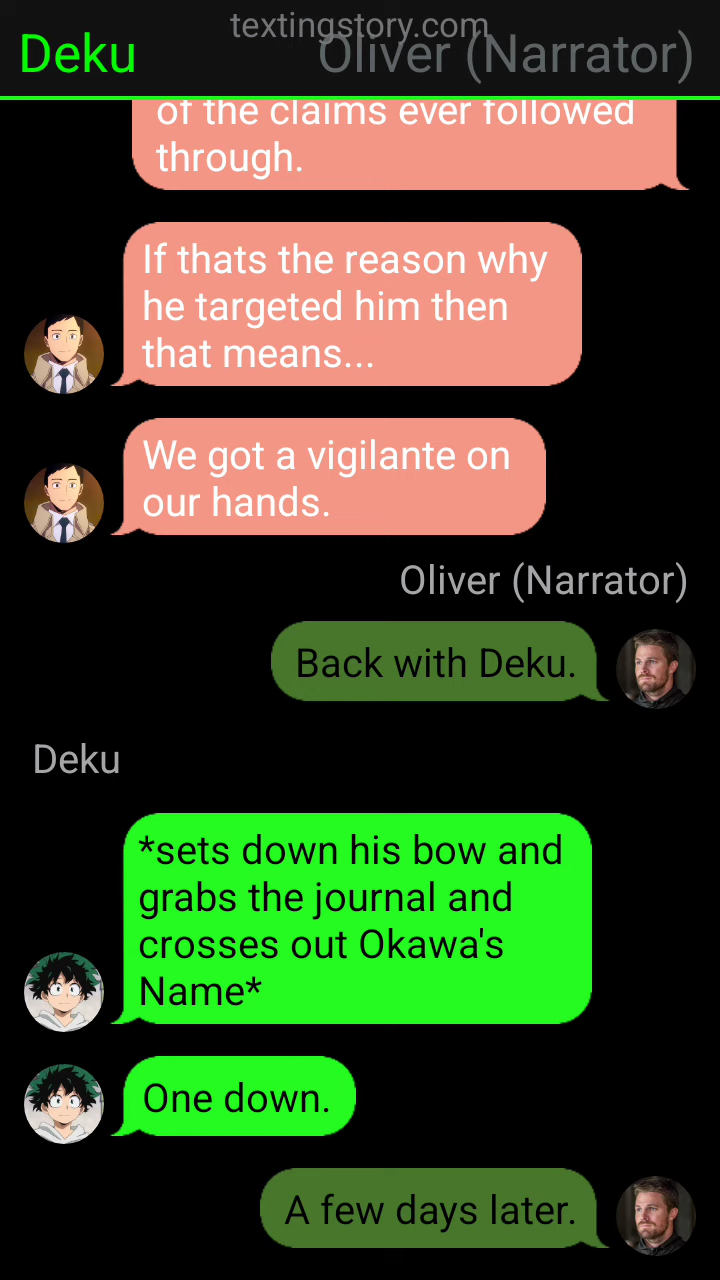 textingstory.com
Deku
Oliver (Narrator)
of the claims ever followed
through.
If thats the reason why
he targeted him then
that means...
We got a vigilante on
our hands.
Oliver (Narrator)
Back with Deku.
Deku
*sets down his bow and
grabs the journal and
crosses out Okawa's
Name*
One down.
A few days later.